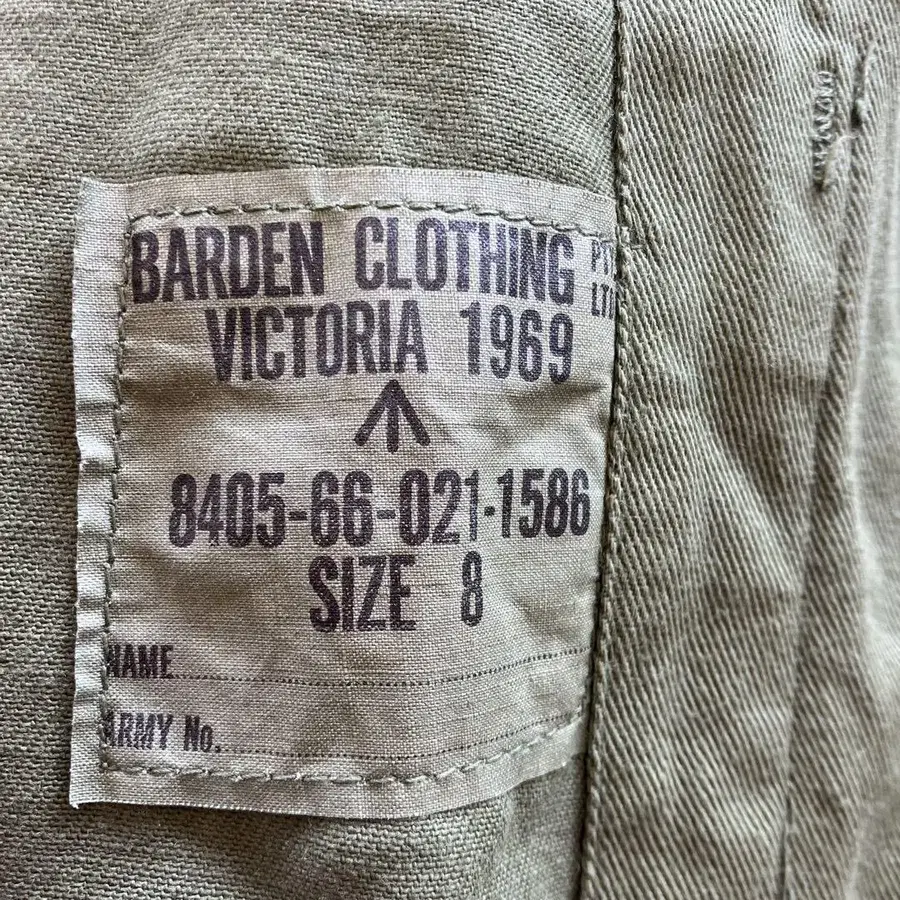 BARDEN CLOTHING PTY LTD
VICTORIA 1969
8405-66-021-1586
SIZE 8
NAME
ARMY No.